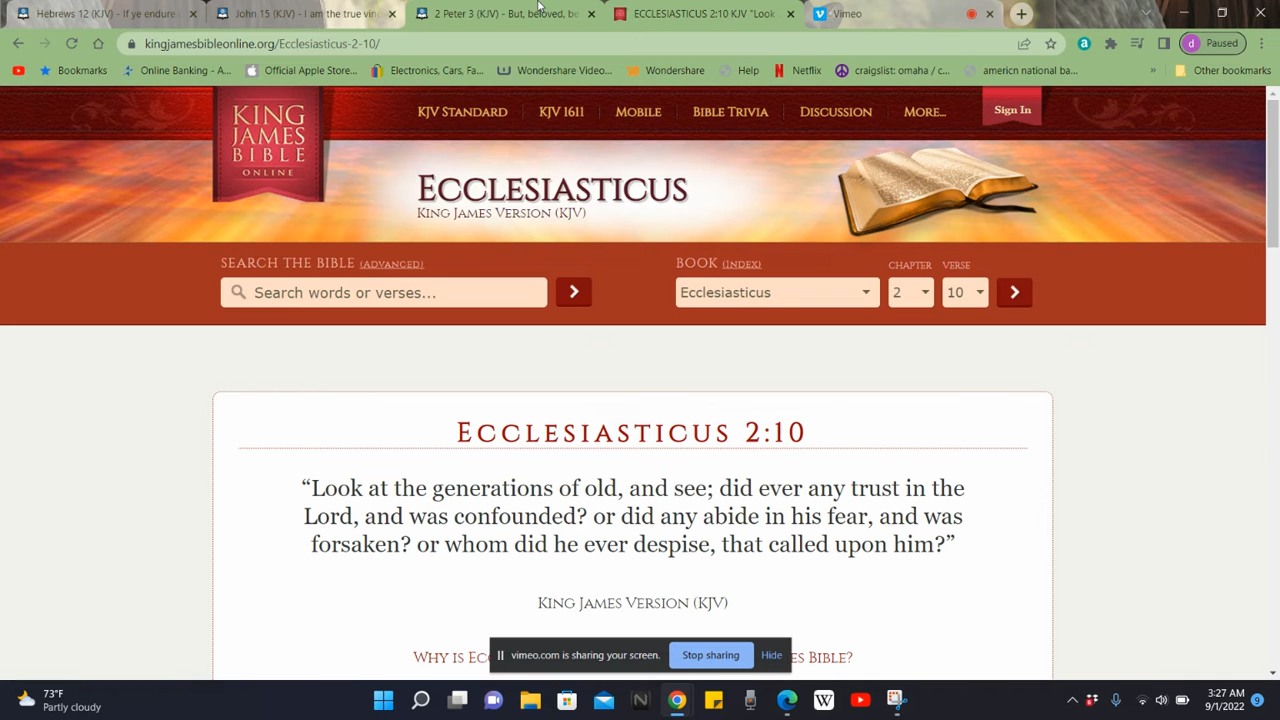 Hebrews 12 (KJV) - If ye endure
John 15 (KJV) - I am the true vin
2 Peter 3 (KJV) - But, beloved, be
ECCLESIASTICUS 2:10 KJV "Look
Vimeo
kingjamesbibleonline.org/Ecclesiasticus-2-10/
d Paused
Bookmarks
Online Banking - A...
Official Apple Store...
Electronics, Cars, Fa...
Wondershare Video...
Wondershare
Help
Netflix
craigslist: omaha / c...
americn national ba...
»
Other bookmarks
KING JAMES BIBLE ONLINE
KJV STANDARD
KJV 1611
MOBILE
BIBLE TRIVIA
DISCUSSION
MORE...
Sign In
ECCLESIASTICUS
KING JAMES VERSION (KJV)
SEARCH THE BIBLE (ADVANCED)
BOOK (INDEX)
CHAPTER
VERSE
Search words or verses...
Ecclesiasticus
2
10
ECCLESIASTICUS 2:10
“Look at the generations of old, and see; did ever any trust in the
Lord, and was confounded? or did any abide in his fear, and was
forsaken? or whom did he ever despise, that called upon him?”
KING JAMES VERSION (KJV)
vimeo.com is sharing your screen.
Stop sharing
Hide
WHY IS EC
ES BIBLE?
73°F
Partly cloudy
3:27 AM
9/1/2022